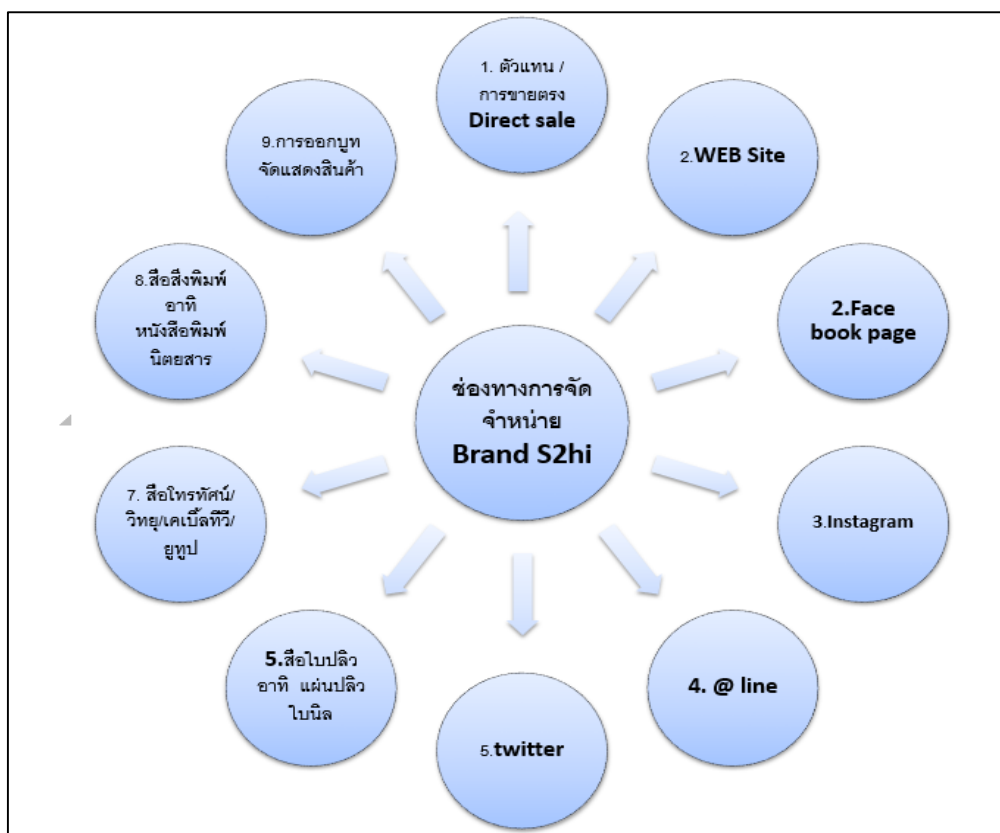 1. ตัวแทน /
การขายตรง
Direct sale
2.WEB Site
2.Face
book page
3.Instagram
4. @ line
5.twitter
5.สื่อใบปลิว
อาทิ แผ่นปลิว
ใบนิล
7. สื่อโทรทัศน์/
วิทยุ/เคเบิ้ลทีวี/
ยูทูป
8.สื่อสิ่งพิมพ์
อาทิ
หนังสือพิมพ์
นิตยสาร
9.การออกบูท
จัดแสดงสินค้า
ช่องทางการจัด
จำหน่าย
Brand S2hi